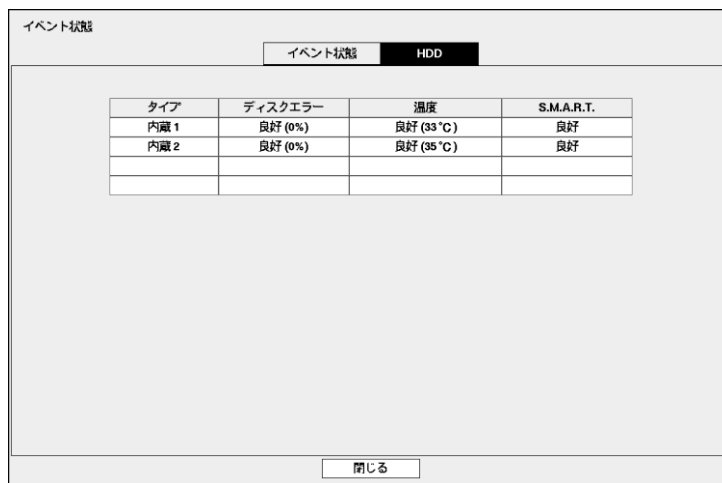 イベント状態
イベント状態 HDD
タイプ ディスクエラー 温度 S.M.A.R.T.
内蔵 1 良好 (0%) 良好 (33°C) 良好
内蔵 2 良好 (0%) 良好 (35°C) 良好
閉じる